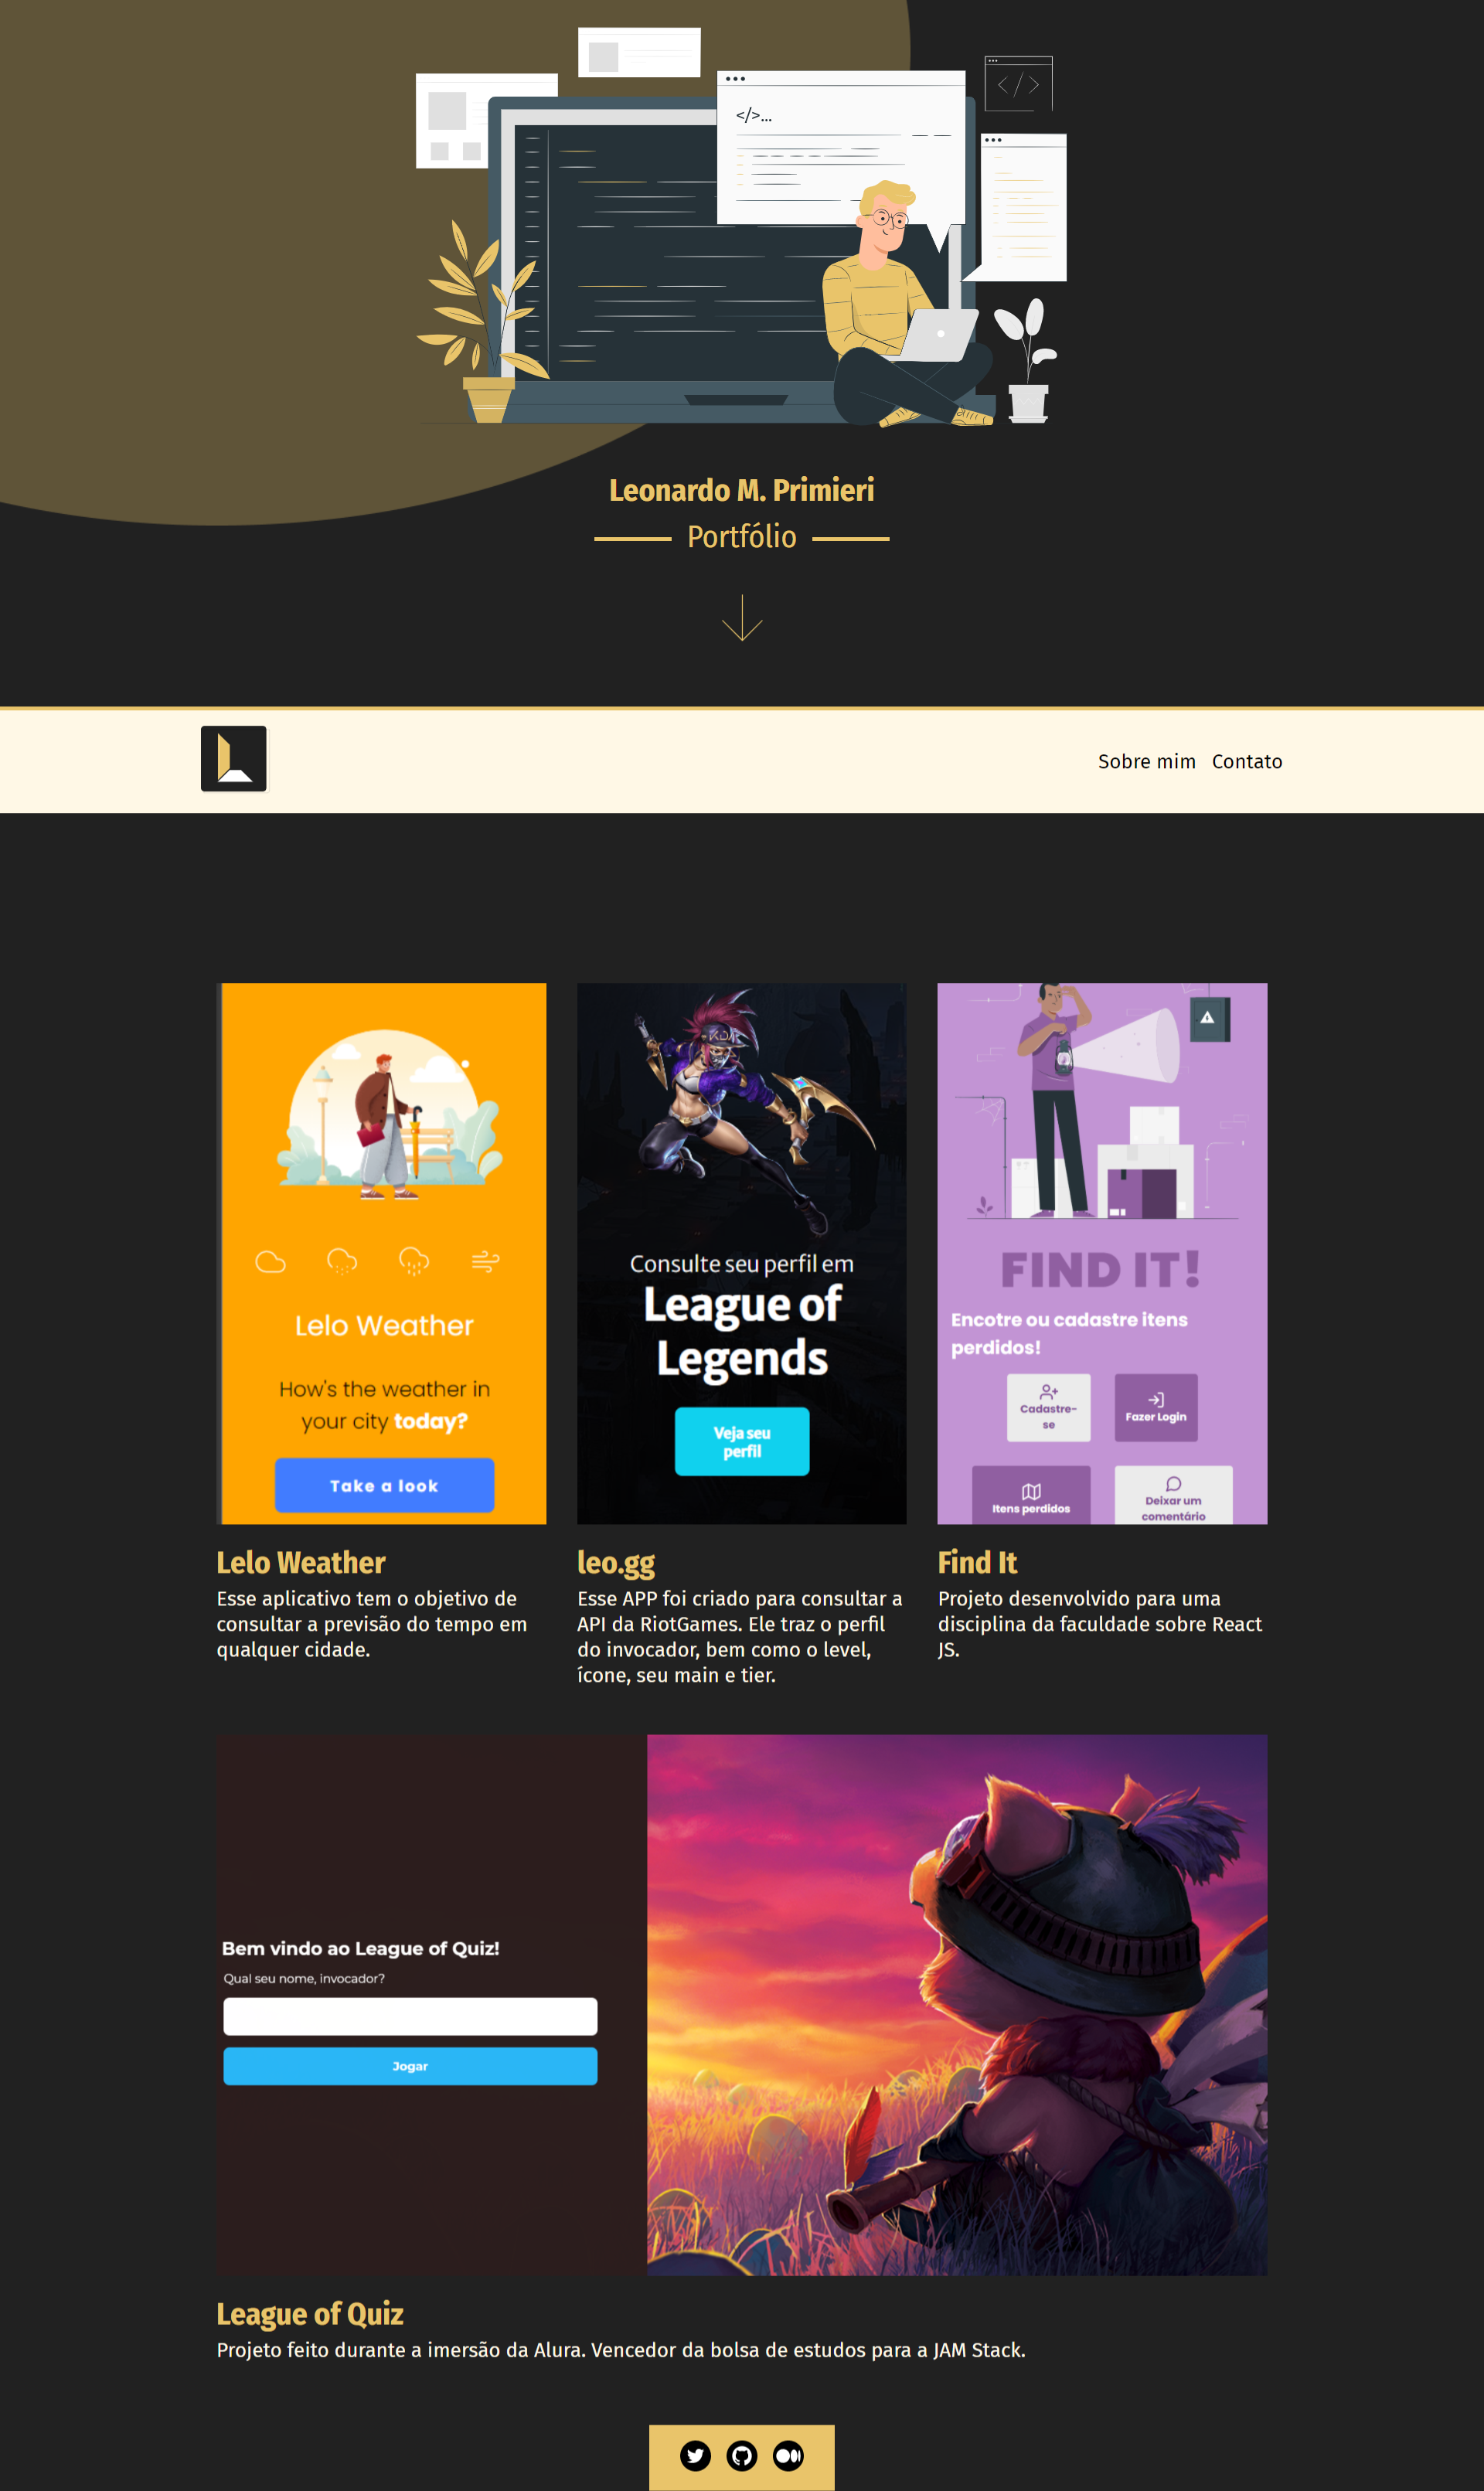 </>...
</>
Leonardo M. Primieri
Portfólio
Sobre mim Contato
KDA
Lelo Weather
How's the weather in
your city today?
Take a look
Consulte seu perfil em
League of
Legends
Veja seu
perfil
FIND IT!
Encotre ou cadastre itens
perdidos!
Cadastre-
se
Fazer Login
Itens perdidos
Deixar um
comentário
Lelo Weather
Esse aplicativo tem o objetivo de
consultar a previsão do tempo em
qualquer cidade.
leo.gg
Esse APP foi criado para consultar a
API da RiotGames. Ele traz o perfil
do invocador, bem como o level,
ícone, seu main e tier.
Find It
Projeto desenvolvido para uma
disciplina da faculdade sobre React
JS.
Bem vindo ao League of Quiz!
Qual seu nome, invocador?
Jogar
League of Quiz
Projeto feito durante a imersão da Alura. Vencedor da bolsa de estudos para a JAM Stack.